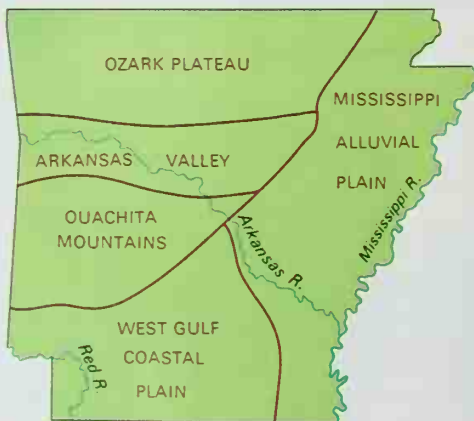 OZARK PLATEAU
MISSISSIPPI
ALLUVIAL
PLAIN
ARKANSAS VALLEY
OUACHITA
MOUNTAINS
Arkansas R.
Mississippi R.
WEST GULF
COASTAL
PLAIN
Red R.